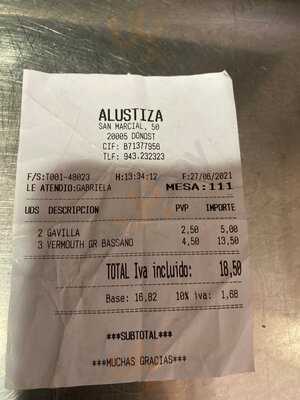 ALUSTIZA
SAN MARCIAL, 50
20005 DONOST
CIF: B71377956
TLF: 943.232323
F/S:T001-48023 H:13:34:12 F:27/06/2021
LE ATENDIO:GABRIELA MESA:111
UDS DESCRIPCION PVP IMPORTE
2 GAVILLA 2,50 5,00
3 VERMOUTH GR BASSANO 4,50 13,50
TOTAL Iva incluido: 18,50
Base: 16,82 10% iva: 1,68
***SUBTOTAL***
***MUCHAS GRACIAS***